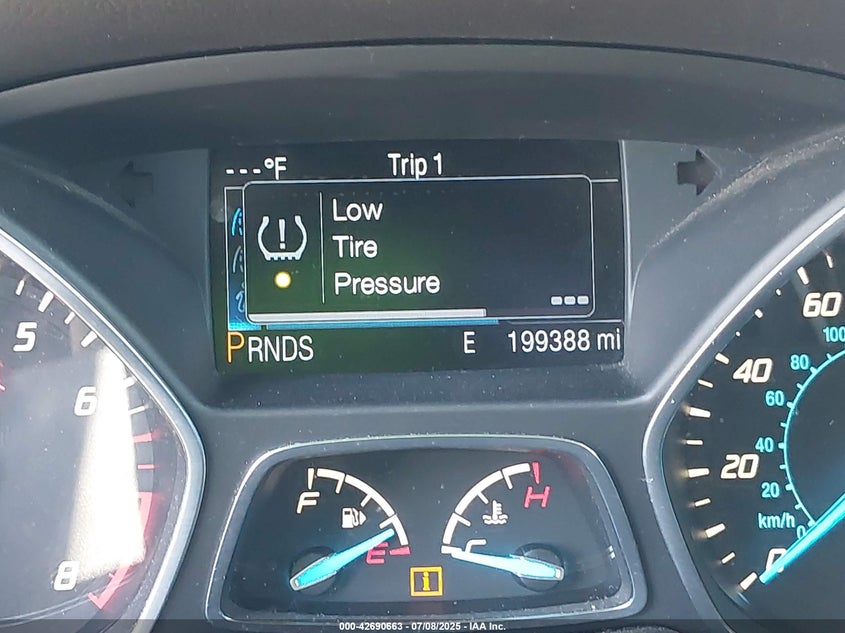 ---°F Trip 1
Low
Tire
Pressure
PRNDS E 199388 mi
5
6
8
F
E
C
H
i
60
40
20
0
100
80
60
40
20
0
km/h
000-42690663 - 07/08/2025 - IAA Inc.